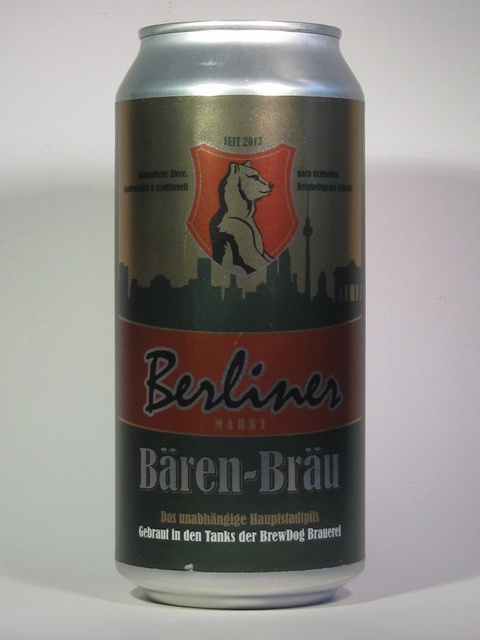 SEIT 2012
Biere,
& traditionell
nach deutschem
Reinheitsgebot gebraut.
Berliner
MARKE
Bären-Bräu
Das unabhängige Hauptstadtpils
Gebraut in den Tanks der BrewDog Brauerei